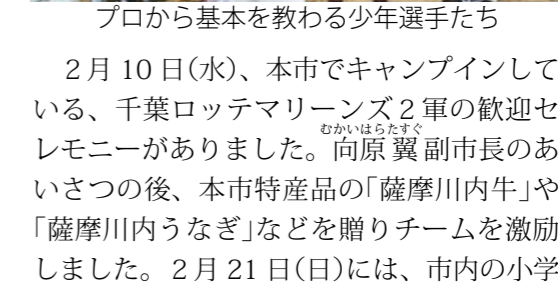 プロから基本を教わる少年選手たち
２月 10 日(水)、本市でキャンプインして
いる、千葉ロッテマリーンズ２軍の歓迎セ
レモニーがありました。向原 翼 副市長のあ
むかいはらたすぐ
いさつの後、本市特産品の「薩摩川内牛」や
「薩摩川内うなぎ」などを贈りチームを激励
しました。２月 21 日(日)には、市内の小学